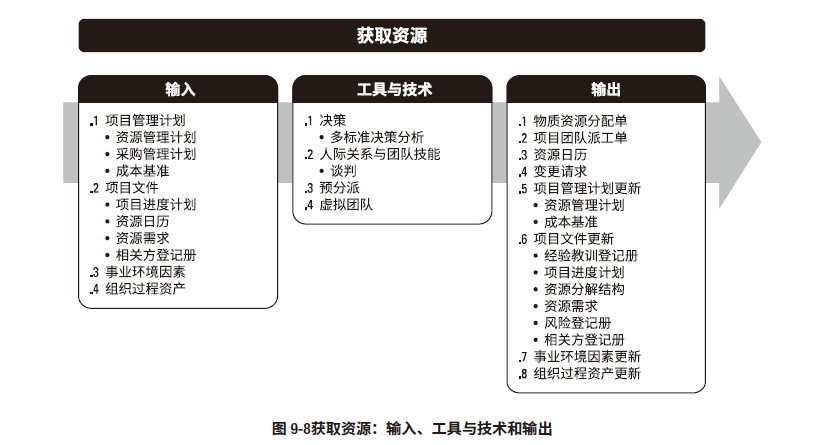 获取资源
输入
.1 项目管理计划
• 资源管理计划
• 采购管理计划
• 成本基准
.2 项目文件
• 项目进度计划
• 资源日历
• 资源需求
• 相关方登记册
.3 事业环境因素
.4 组织过程资产
工具与技术
.1 决策
• 多标准决策分析
.2 人际关系与团队技能
• 谈判
.3 预分派
.4 虚拟团队
输出
.1 物质资源分配单
.2 项目团队派工单
.3 资源日历
.4 变更请求
.5 项目管理计划更新
• 资源管理计划
• 成本基准
.6 项目文件更新
• 经验教训登记册
• 项目进度计划
• 资源分解结构
• 资源需求
• 风险登记册
• 相关方登记册
.7 事业环境因素更新
.8 组织过程资产更新
图 9-8获取资源：输入、工具与技术和输出